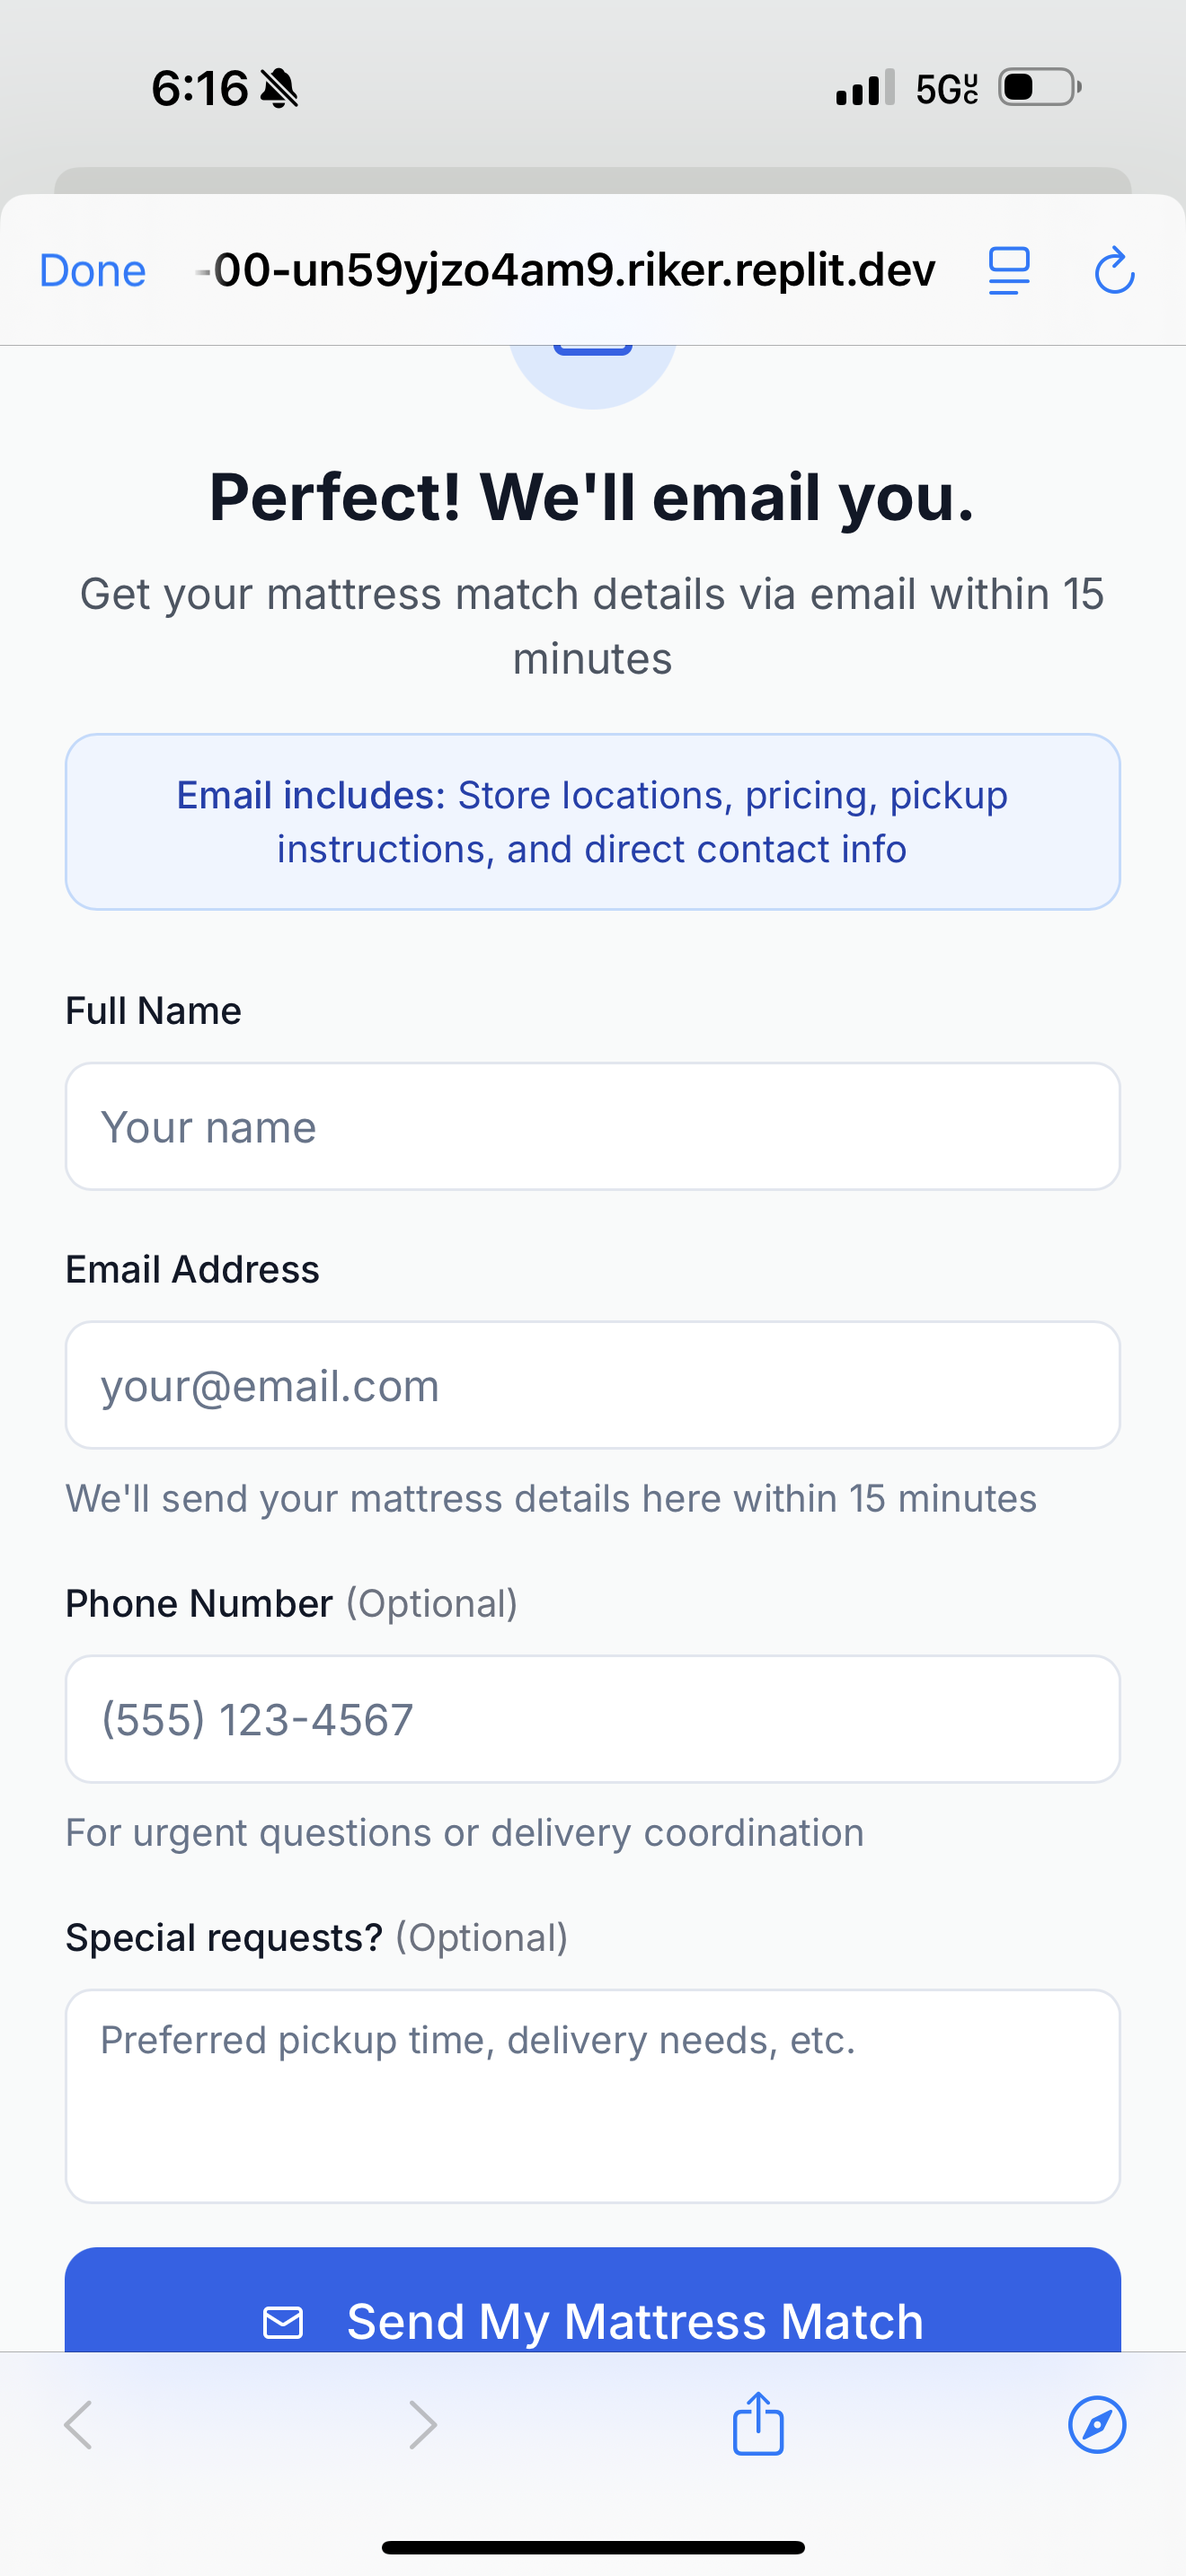 6:16
5GUC
Done
-00-un59yjzo4am9.riker.replit.dev
Perfect! We'll email you.
Get your mattress match details via email within 15
minutes
Email includes: Store locations, pricing, pickup
instructions, and direct contact info
Full Name
Your name
Email Address
your@email.com
We'll send your mattress details here within 15 minutes
Phone Number (Optional)
(555) 123-4567
For urgent questions or delivery coordination
Special requests? (Optional)
Preferred pickup time, delivery needs, etc.
Send My Mattress Match